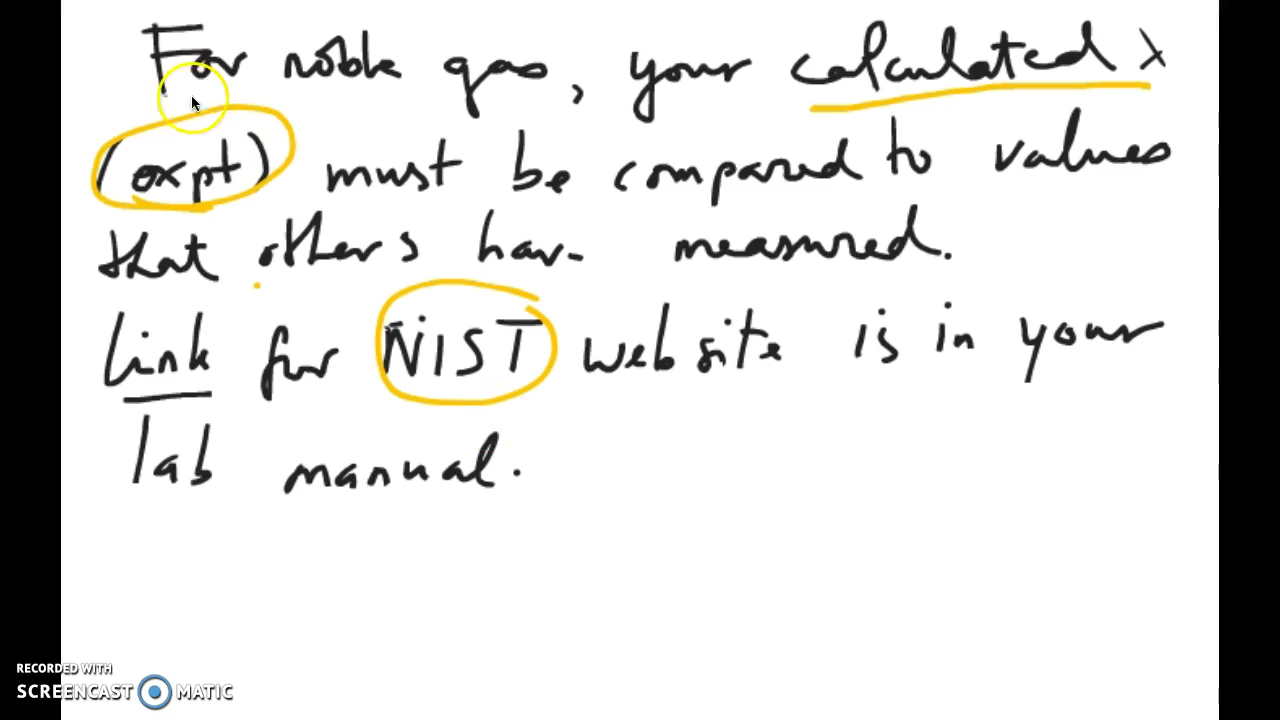 For noble gas, your calculated λ
(expt) must be compared to values
that others have measured.
Link for NIST website is in your
lab manual.
RECORDED WITH
SCREENCAST MATIC